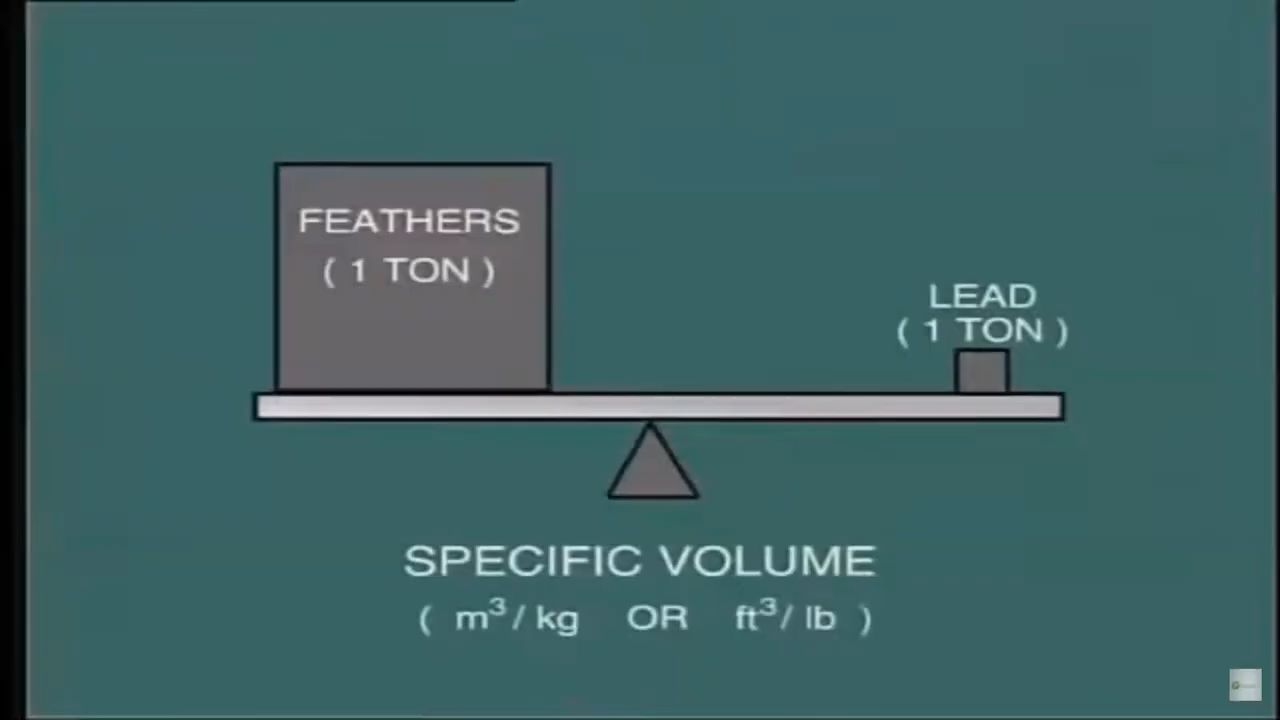 FEATHERS
( 1 TON )
LEAD
( 1 TON )
SPECIFIC VOLUME
( m³/ kg OR ft³/ lb )